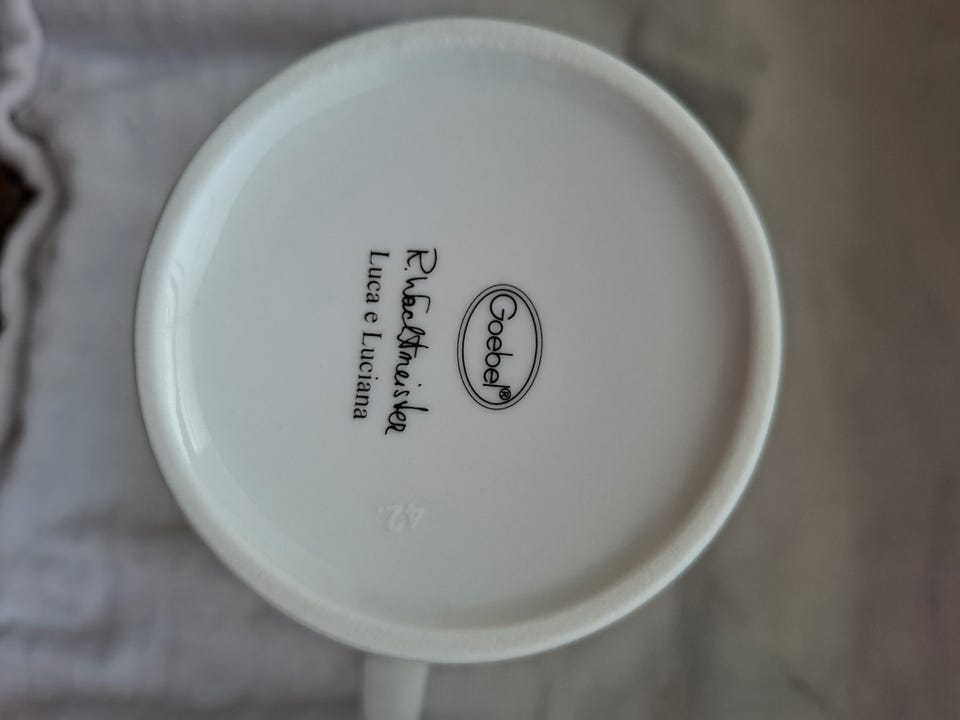 Goebel®
R.Wachtmeister
Luca e Luciana
42.